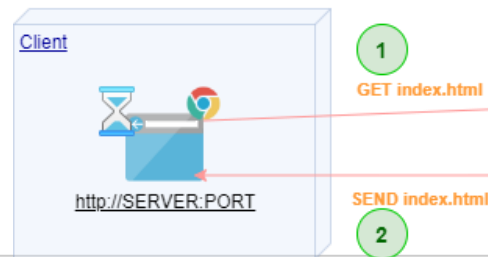 Client
1
GET index.html
http://SERVER:PORT
SEND index.html
2